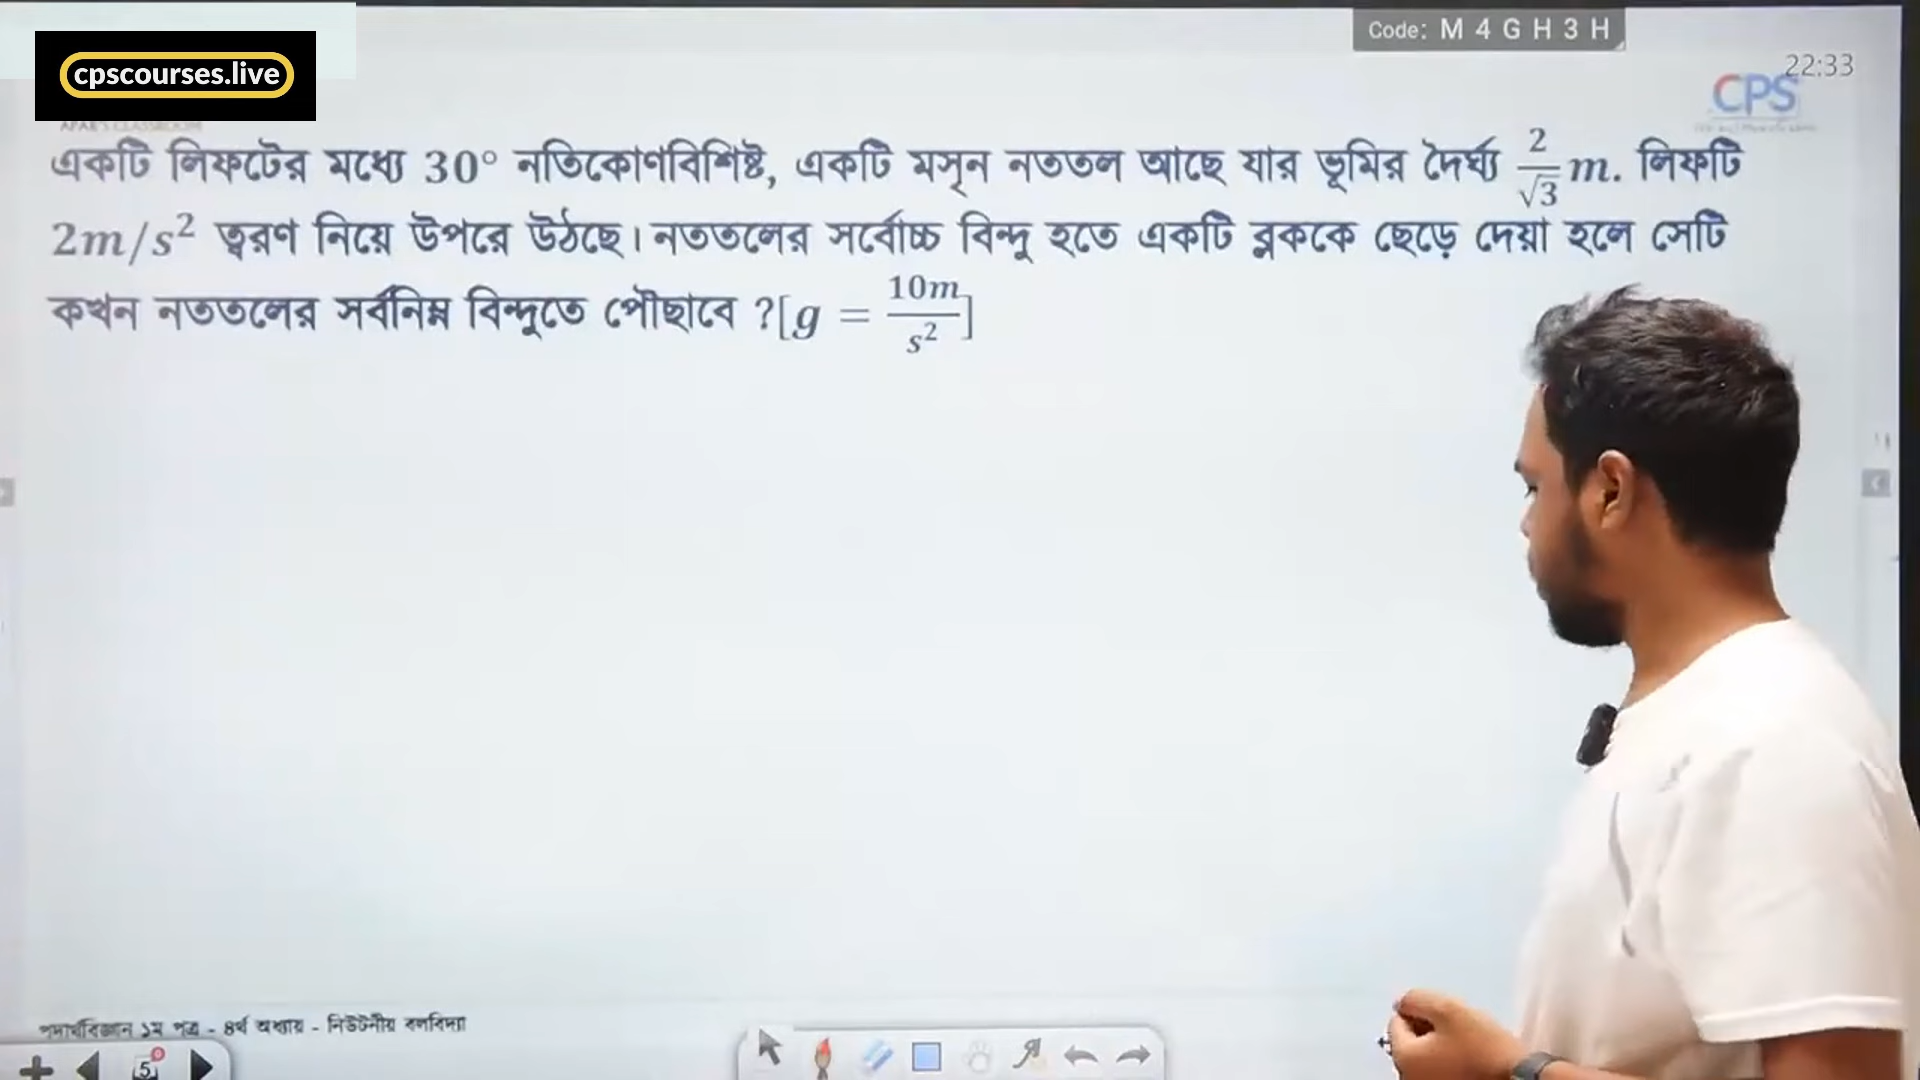 Code: M 4 G H 3 H
cpscourses.live
22:33
CPS
একটি লিফটের মধ্যে 30° নতিকোণবিশিষ্ট, একটি মসৃন নততল আছে যার ভূমির দৈর্ঘ্য 2/√3 m. লিফটি
2m/s² ত্বরণ নিয়ে উপরে উঠছে। নততলের সর্বোচ্চ বিন্দু হতে একটি ব্লককে ছেড়ে দেয়া হলে সেটি
কখন নততলের সর্বনিম্ন বিন্দুতে পৌছাবে ?[g = 10m/s²]
পদার্থবিজ্ঞান ১ম পত্র - ৪র্থ অধ্যায় - নিউটনীয় বলবিদ্যা
5
0